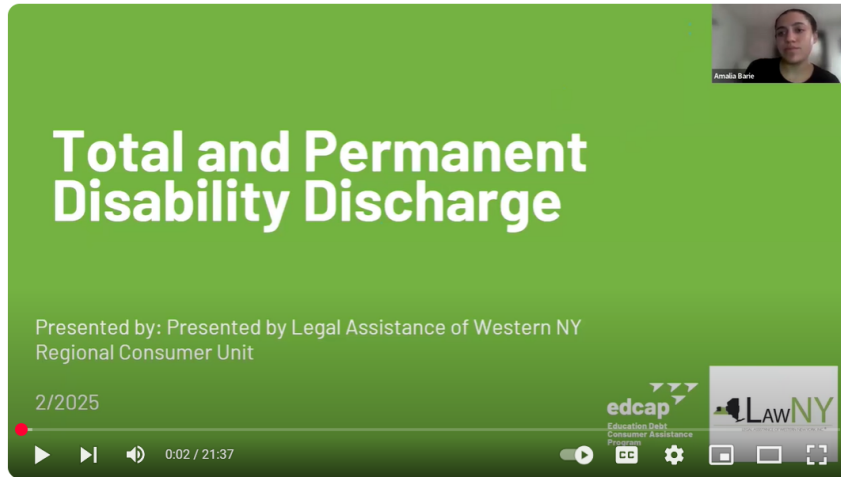 Amalia Barie
Total and Permanent
Disability Discharge
Presented by: Presented by Legal Assistance of Western NY
Regional Consumer Unit
2/2025
edcap
Education Debt
Consumer Assistance
Program
LAWNY
0:02 / 21:37
CC